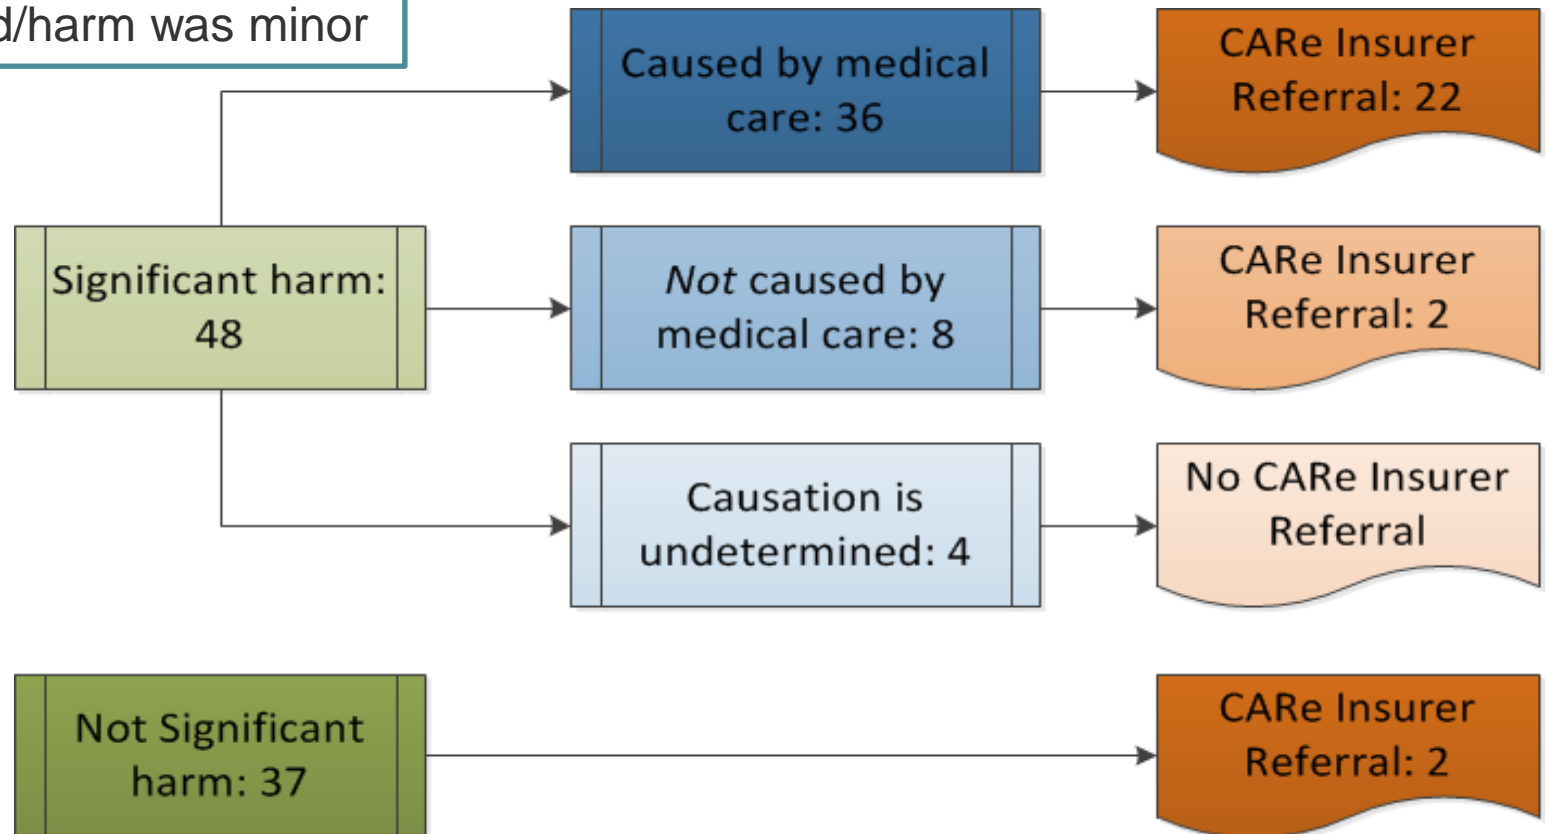 d/harm was minor
Caused by medical
care: 36
CARe Insurer
Referral: 22
Significant harm:
48
Not caused by
medical care: 8
CARe Insurer
Referral: 2
Causation is
undetermined: 4
No CARe Insurer
Referral
Not Significant
harm: 37
CARe Insurer
Referral: 2